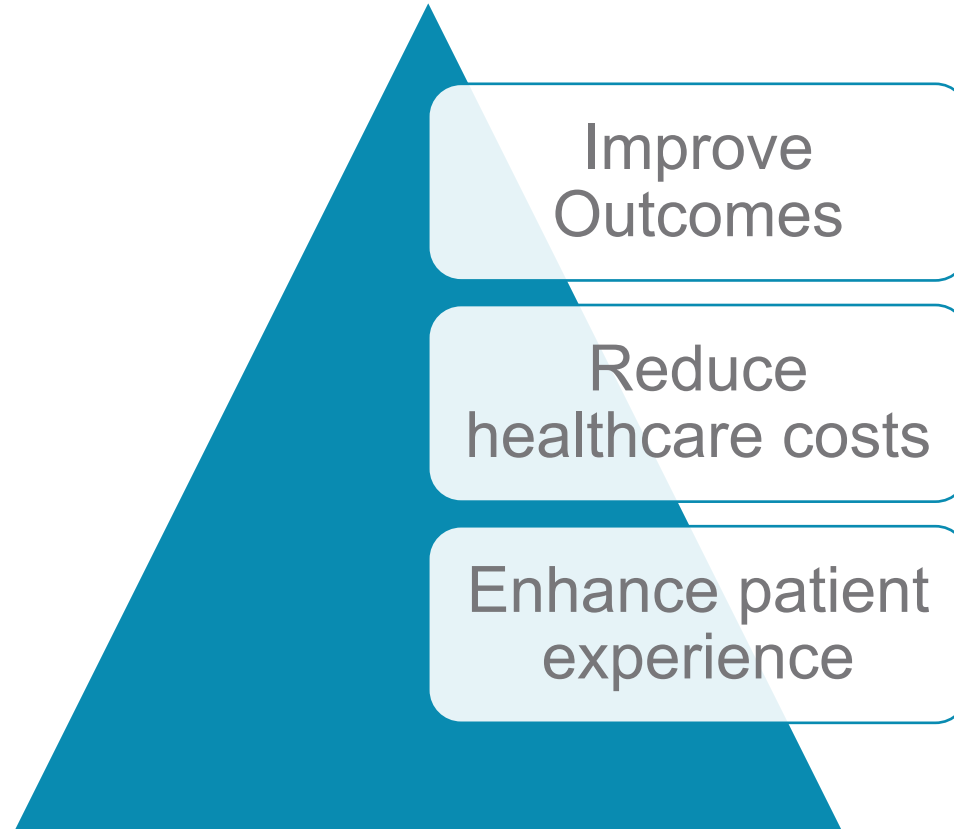 Improve
Outcomes
Reduce
healthcare costs
Enhance patient
experience